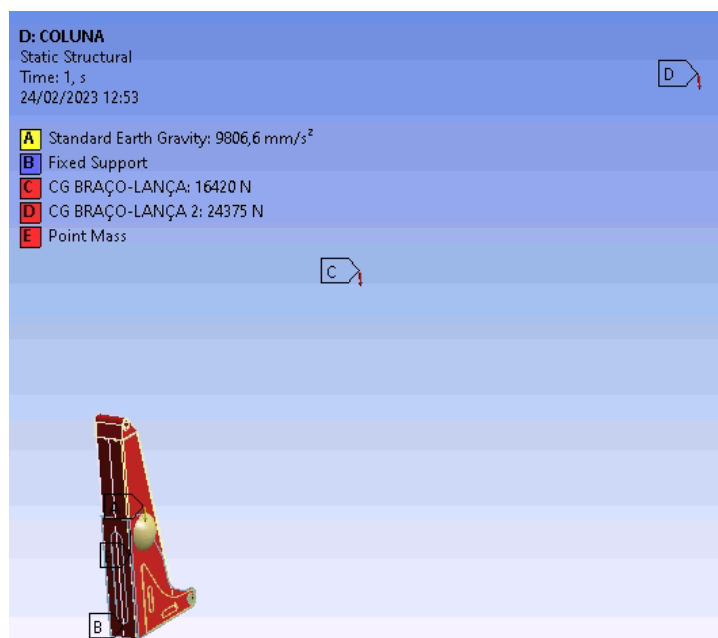 D: COLUNA
Static Structural
Time: 1, s
24/02/2023 12:53
A Standard Earth Gravity: 9806,6 mm/s²
B Fixed Support
C CG BRAÇO-LANÇA: 16420 N
D CG BRAÇO-LANÇA 2: 24375 N
E Point Mass
D
C
A
B